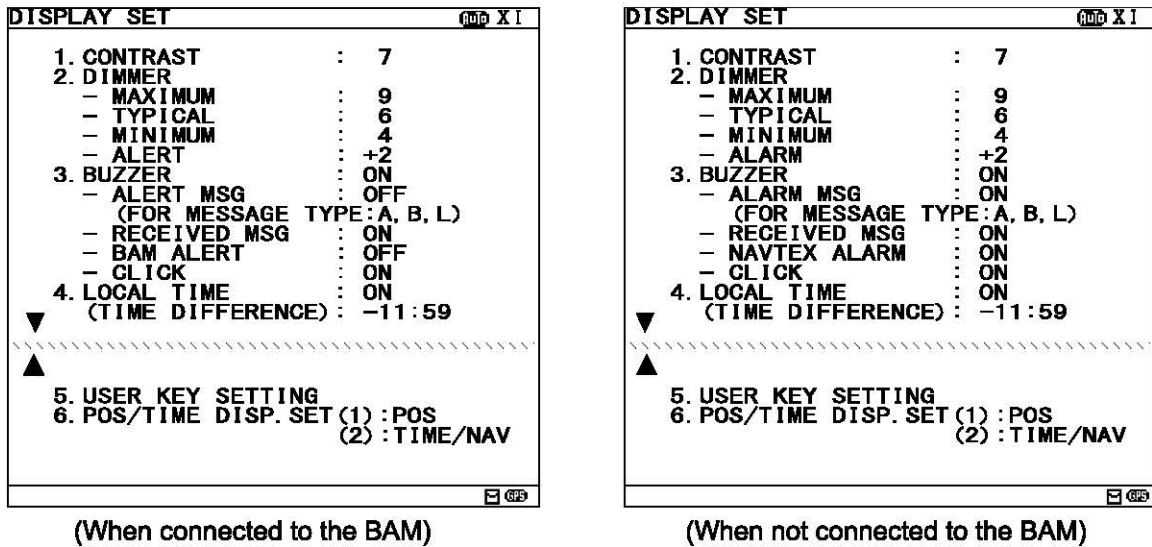 DISPLAY SET Auto XI
1. CONTRAST : 7
2. DIMMER
– MAXIMUM : 9
– TYPICAL : 6
– MINIMUM : 4
– ALERT : +2
3. BUZZER : ON
– ALERT MSG : OFF
(FOR MESSAGE TYPE:A, B, L)
– RECEIVED MSG : ON
– BAM ALERT : OFF
– CLICK : ON
4. LOCAL TIME : ON
(TIME DIFFERENCE) : –11:59
5. USER KEY SETTING
6. POS/TIME DISP. SET(1) :POS
(2) :TIME/NAV
GPS
(When connected to the BAM)
DISPLAY SET Auto XI
1. CONTRAST : 7
2. DIMMER
– MAXIMUM : 9
– TYPICAL : 6
– MINIMUM : 4
– ALARM : +2
3. BUZZER : ON
– ALARM MSG : ON
(FOR MESSAGE TYPE:A, B, L)
– RECEIVED MSG : ON
– NAVTEX ALARM : ON
– CLICK : ON
4. LOCAL TIME : ON
(TIME DIFFERENCE) : –11:59
5. USER KEY SETTING
6. POS/TIME DISP. SET(1) :POS
(2) :TIME/NAV
GPS
(When not connected to the BAM)